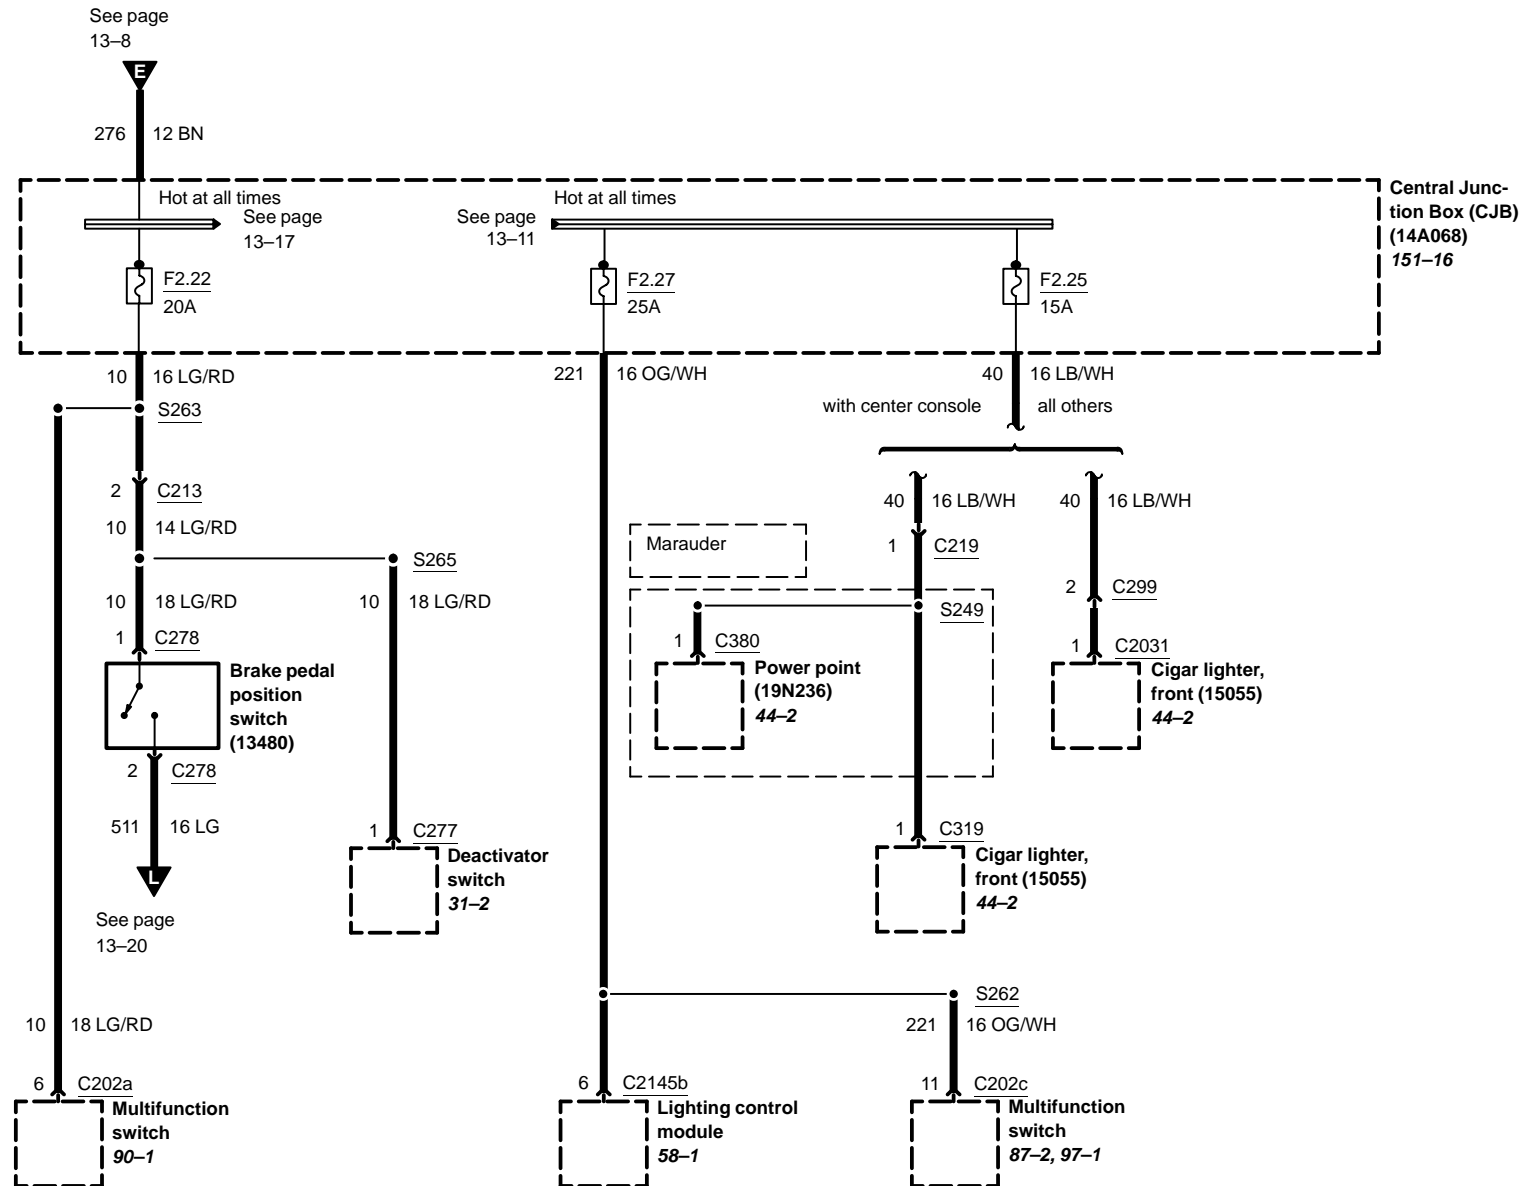 See page
13–8
E
276
12 BN
Hot at all times
See page
13–17
Hot at all times
See page
13–11
Central Junc-
tion Box (CJB)
(14A068)
151–16
F2.22
20A
F2.27
25A
F2.25
15A
10
16 LG/RD
221
16 OG/WH
40
16 LB/WH
S263
with center console
all others
2
C213
10
14 LG/RD
40
16 LB/WH
40
16 LB/WH
Marauder
1
C219
S265
2
C299
10
18 LG/RD
10
18 LG/RD
S249
1
C278
1
C380
1
C2031
Brake pedal
position
switch
(13480)
Power point
(19N236)
44–2
Cigar lighter,
front (15055)
44–2
2
C278
511
16 LG
L
See page
13–20
1
C277
Deactivator
switch
31–2
1
C319
Cigar lighter,
front (15055)
44–2
S262
10
18 LG/RD
221
16 OG/WH
6
C202a
Multifunction
switch
90–1
6
C2145b
Lighting control
module
58–1
11
C202c
Multifunction
switch
87–2, 97–1